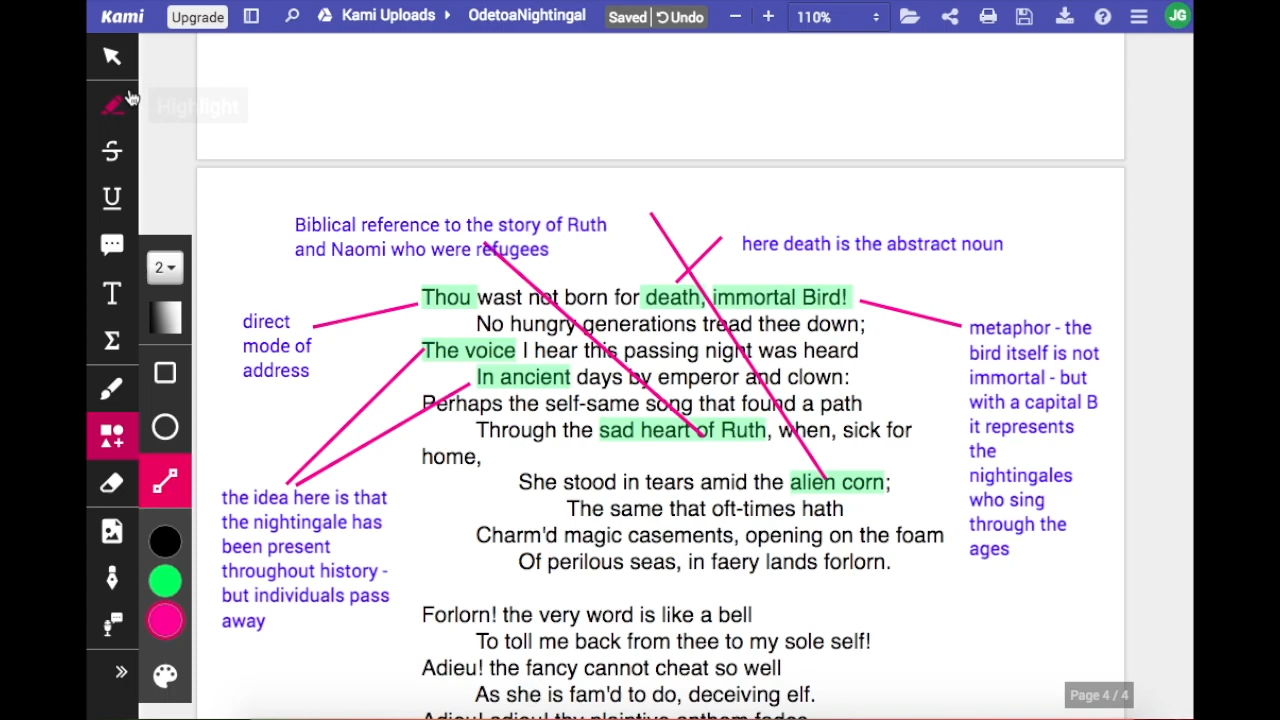 Kami Upgrade Kami Uploads OdetoaNightingal Saved Undo 110% JG
Highlight
Biblical reference to the story of Ruth
and Naomi who were refugees
here death is the abstract noun
2
T
Σ
direct
mode of
address
Thou wast not born for death, immortal Bird!
No hungry generations tread thee down;
The voice I hear this passing night was heard
In ancient days by emperor and clown:
Perhaps the self-same song that found a path
Through the sad heart of Ruth, when, sick for
home,
She stood in tears amid the alien corn;
The same that oft-times hath
Charm'd magic casements, opening on the foam
Of perilous seas, in faery lands forlorn.
metaphor - the
bird itself is not
immortal - but
with a capital B
it represents
the
nightingales
who sing
through the
ages
the idea here is that
the nightingale has
been present
throughout history -
but individuals pass
away
Forlorn! the very word is like a bell
To toll me back from thee to my sole self!
Adieu! the fancy cannot cheat so well
As she is fam'd to do, deceiving elf.
Adieu! adieu! thy plaintive anthem fades
Page 4 / 4